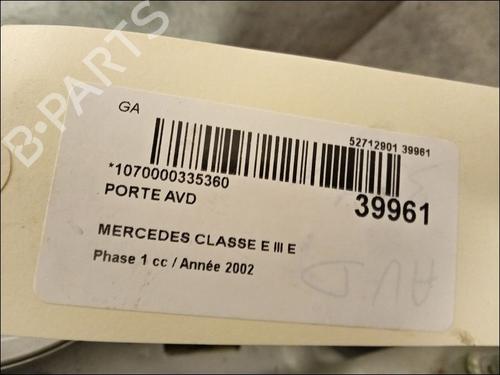 B-PARTS
GA
52712901 39961
*1070000335360
39961
PORTE AVD
MERCEDES CLASSE E III E
Phase 1 cc / Année 2002
AVD